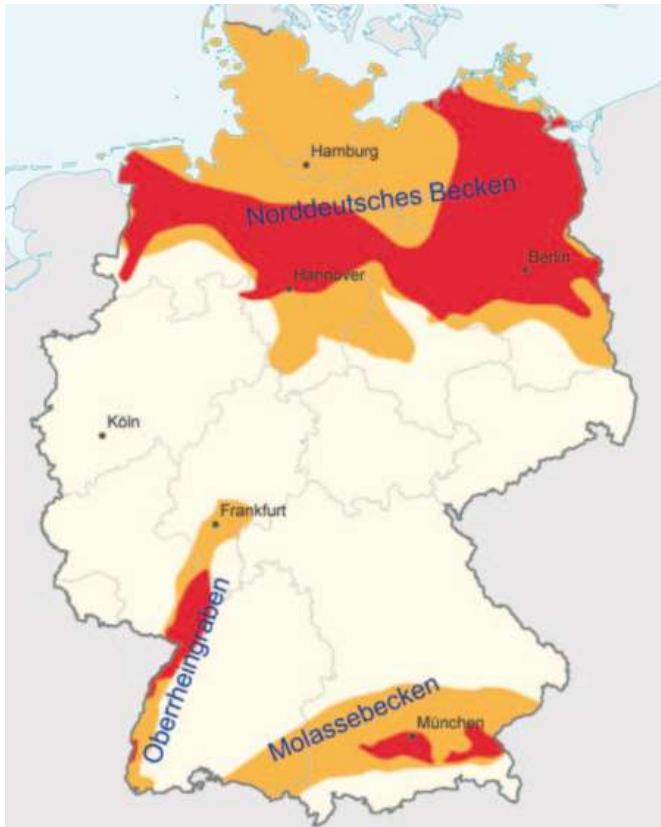 Hamburg
Norddeutsches Becken
Berlin
Hannover
Köln
Frankfurt
Oberrheingraben
Molassebecken
München